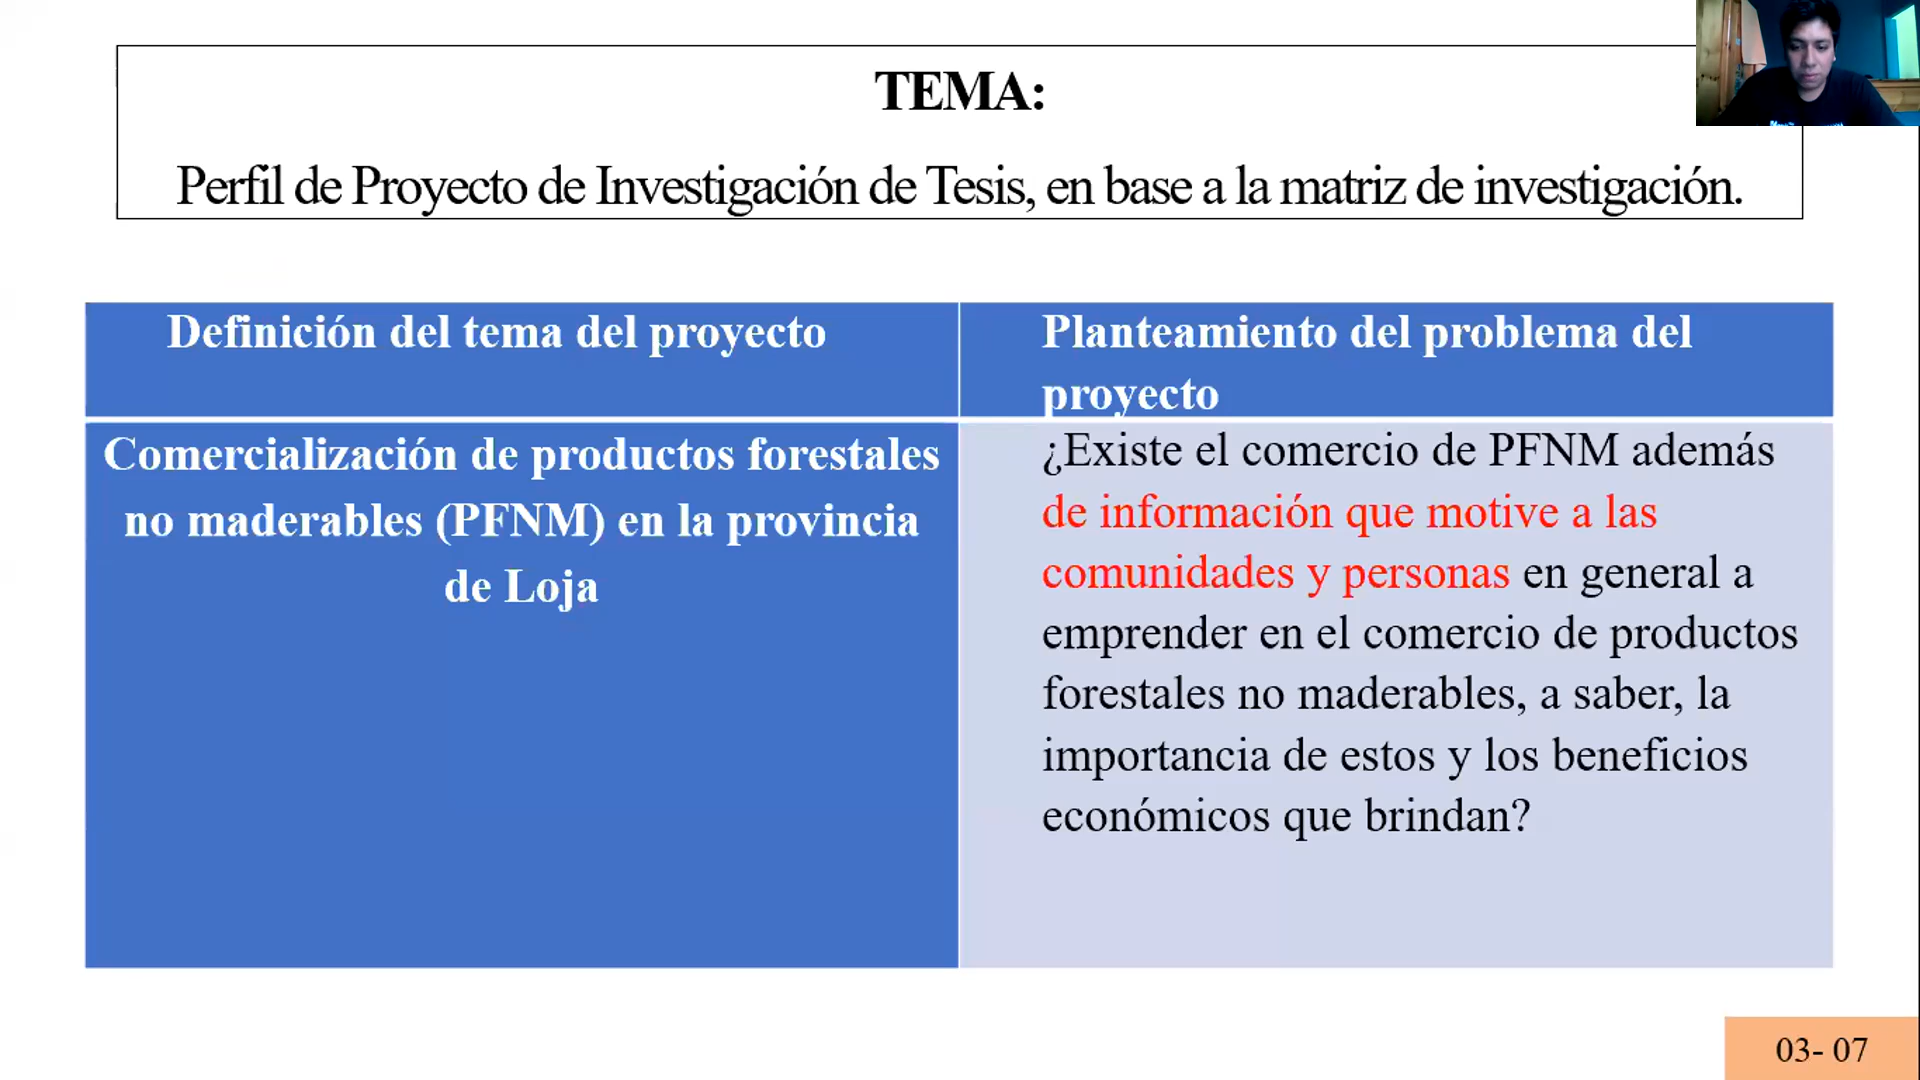 TEMA:
Perfil de Proyecto de Investigación de Tesis, en base a la matriz de investigación.
Definición del tema del proyecto
Planteamiento del problema del
proyecto
Comercialización de productos forestales
no maderables (PFNM) en la provincia
de Loja
¿Existe el comercio de PFNM además
de información que motive a las
comunidades y personas en general a
emprender en el comercio de productos
forestales no maderables, a saber, la
importancia de estos y los beneficios
económicos que brindan?
03- 07